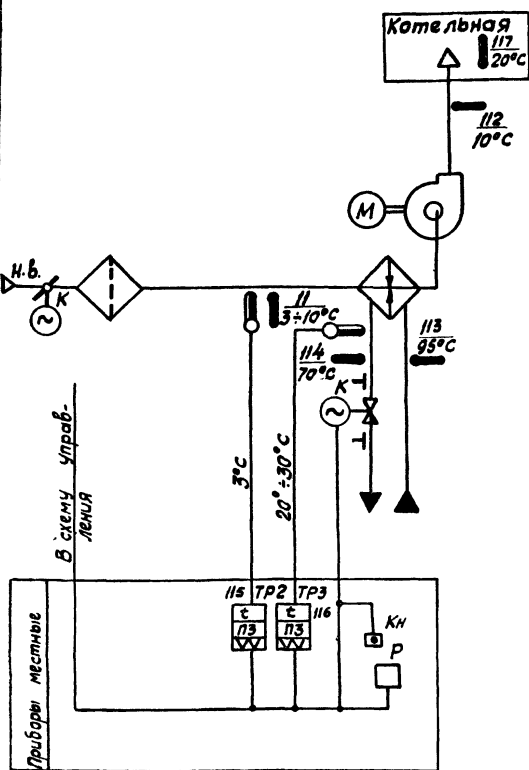 Котельная
117
20°С
112
10°С
М
Н.в.
К
11
3÷10°С
113
95°С
114
70°С
К
3°С
20°÷30°С
В схему управ-
ления
115 ТР2
ТР3
116
t
ПЗ
t
ПЗ
Кн
Р
Приборы местные